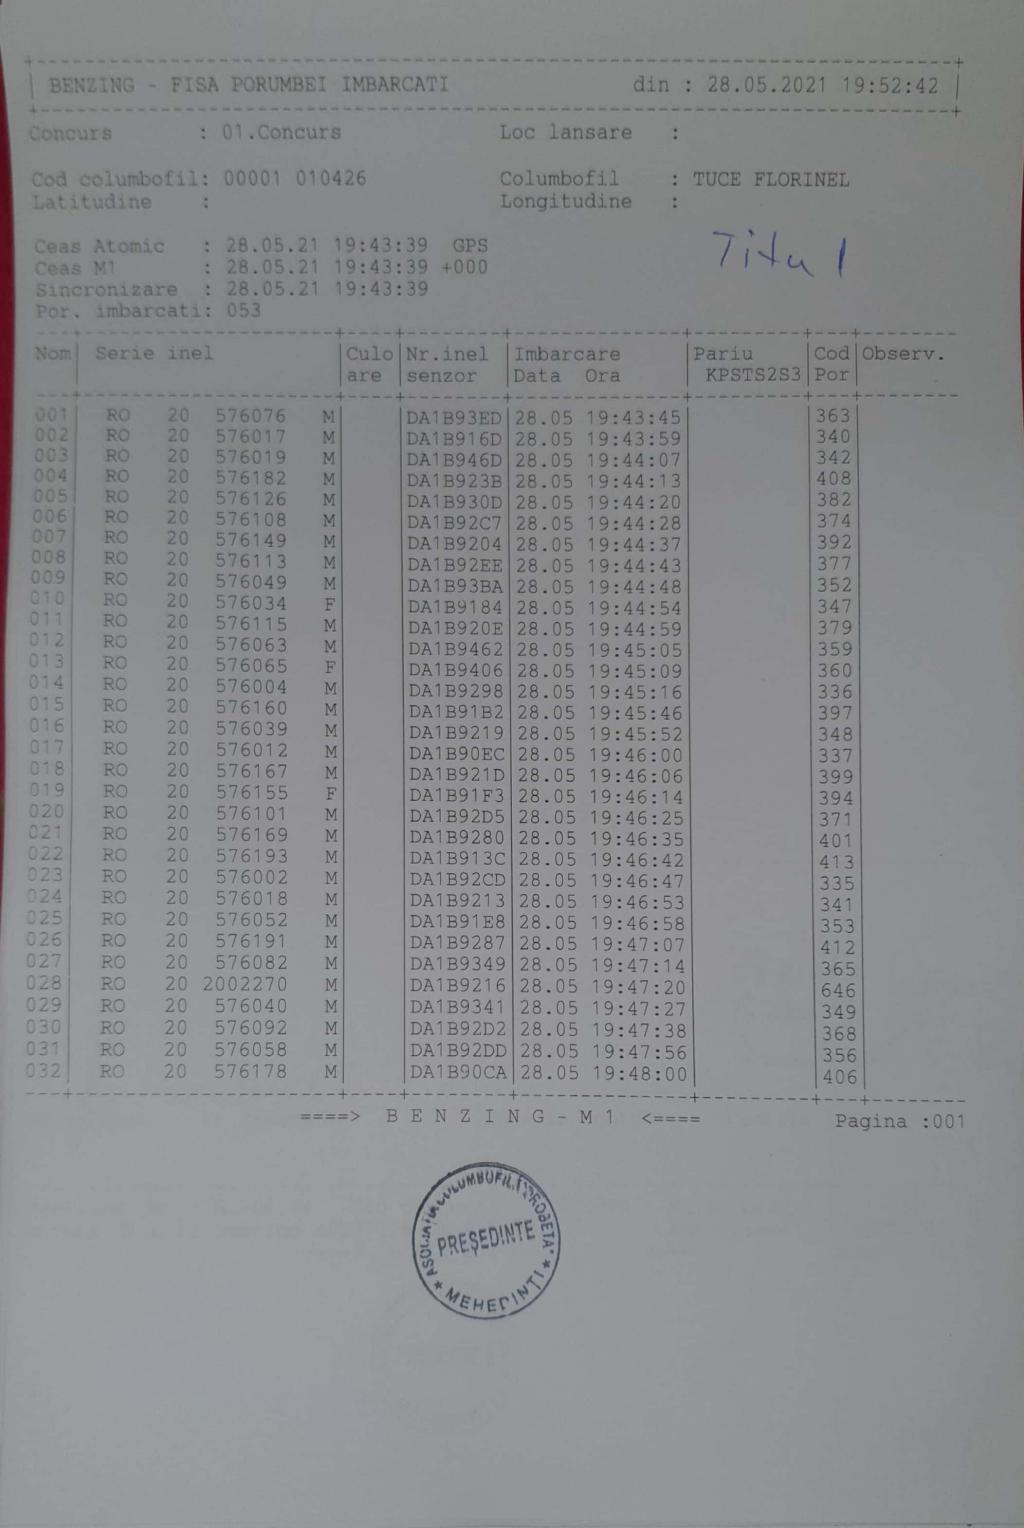 BENZING - FISA PORUMBEI IMBARCATI din : 28.05.2021 19:52:42
Concurs : 01.Concurs Loc lansare :
Cod columbofil: 00001 010426 Columbofil : TUCE FLORINEL
Latitudine : Longitudine :
Titu 1
Ceas Atomic : 28.05.21 19:43:39 GPS
Ceas M1 : 28.05.21 19:43:39 +000
Sincronizare : 28.05.21 19:43:39
Por. imbarcati: 053
Nom Serie inel Culo Nr.inel Imbarcare Pariu Cod Observ.
are senzor Data Ora KPSTS2S3 Por
001 RO 20 576076 M DA1B93ED 28.05 19:43:45 363
002 RO 20 576017 M DA1B916D 28.05 19:43:59 340
003 RO 20 576019 M DA1B946D 28.05 19:44:07 342
004 RO 20 576182 M DA1B923B 28.05 19:44:13 408
005 RO 20 576126 M DA1B930D 28.05 19:44:20 382
006 RO 20 576108 M DA1B92C7 28.05 19:44:28 374
007 RO 20 576149 M DA1B9204 28.05 19:44:37 392
008 RO 20 576113 M DA1B92EE 28.05 19:44:43 377
009 RO 20 576049 M DA1B93BA 28.05 19:44:48 352
010 RO 20 576034 F DA1B9184 28.05 19:44:54 347
011 RO 20 576115 M DA1B920E 28.05 19:44:59 379
012 RO 20 576063 M DA1B9462 28.05 19:45:05 359
013 RO 20 576065 F DA1B9406 28.05 19:45:09 360
014 RO 20 576004 M DA1B9298 28.05 19:45:16 336
015 RO 20 576160 M DA1B91B2 28.05 19:45:46 397
016 RO 20 576039 M DA1B9219 28.05 19:45:52 348
017 RO 20 576012 M DA1B90EC 28.05 19:46:00 337
018 RO 20 576167 M DA1B921D 28.05 19:46:06 399
019 RO 20 576155 F DA1B91F3 28.05 19:46:14 394
020 RO 20 576101 M DA1B92D5 28.05 19:46:25 371
021 RO 20 576169 M DA1B9280 28.05 19:46:35 401
022 RO 20 576193 M DA1B913C 28.05 19:46:42 413
023 RO 20 576002 M DA1B92CD 28.05 19:46:47 335
024 RO 20 576018 M DA1B9213 28.05 19:46:53 341
025 RO 20 576052 M DA1B91E8 28.05 19:46:58 353
026 RO 20 576191 M DA1B9287 28.05 19:47:07 412
027 RO 20 576082 M DA1B9349 28.05 19:47:14 365
028 RO 20 2002270 M DA1B9216 28.05 19:47:20 646
029 RO 20 576040 M DA1B9341 28.05 19:47:27 349
030 RO 20 576092 M DA1B92D2 28.05 19:47:38 368
031 RO 20 576058 M DA1B92DD 28.05 19:47:56 356
032 RO 20 576178 M DA1B90CA 28.05 19:48:00 406
====> B E N Z I N G - M 1 <==== Pagina :001
PREŞEDINTE
* MEHEDINŢI *